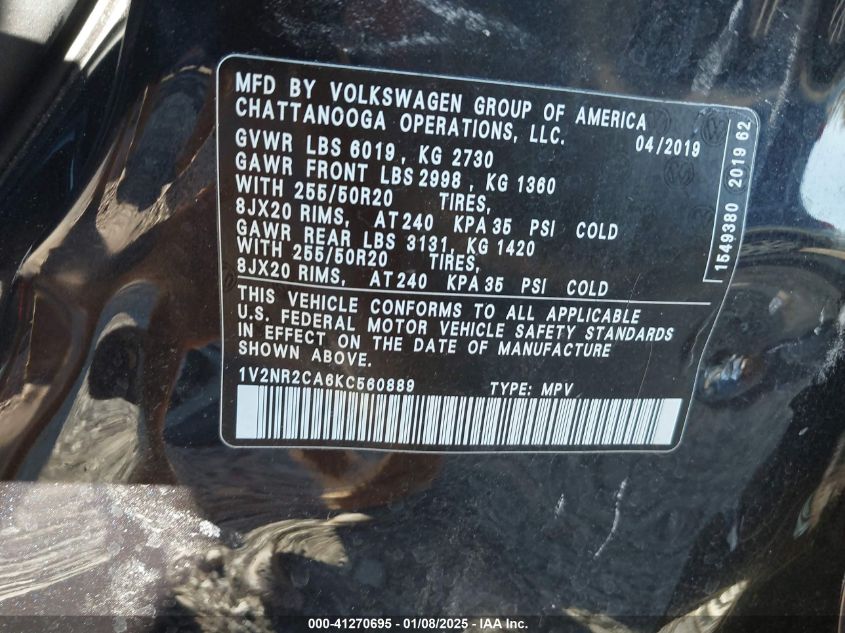 MFD BY VOLKSWAGEN GROUP OF AMERICA
CHATTANOOGA OPERATIONS, LLC.
04/2019
GVWR LBS 6019, KG 2730
GAWR FRONT LBS 2998, KG 1360
WITH 255/50R20 TIRES,
8JX20 RIMS, AT 240 KPA 35 PSI COLD
GAWR REAR LBS 3131, KG 1420
WITH 255/50R20 TIRES,
8JX20 RIMS, AT 240 KPA 35 PSI COLD
THIS VEHICLE CONFORMS TO ALL APPLICABLE
U.S. FEDERAL MOTOR VEHICLE SAFETY STANDARDS
IN EFFECT ON THE DATE OF MANUFACTURE
SHOWN ABOVE.
1V2NR2CA6KC560889 TYPE: MPV
1549380 2019 62
000-41270695 - 01/08/2025 - IAA Inc.